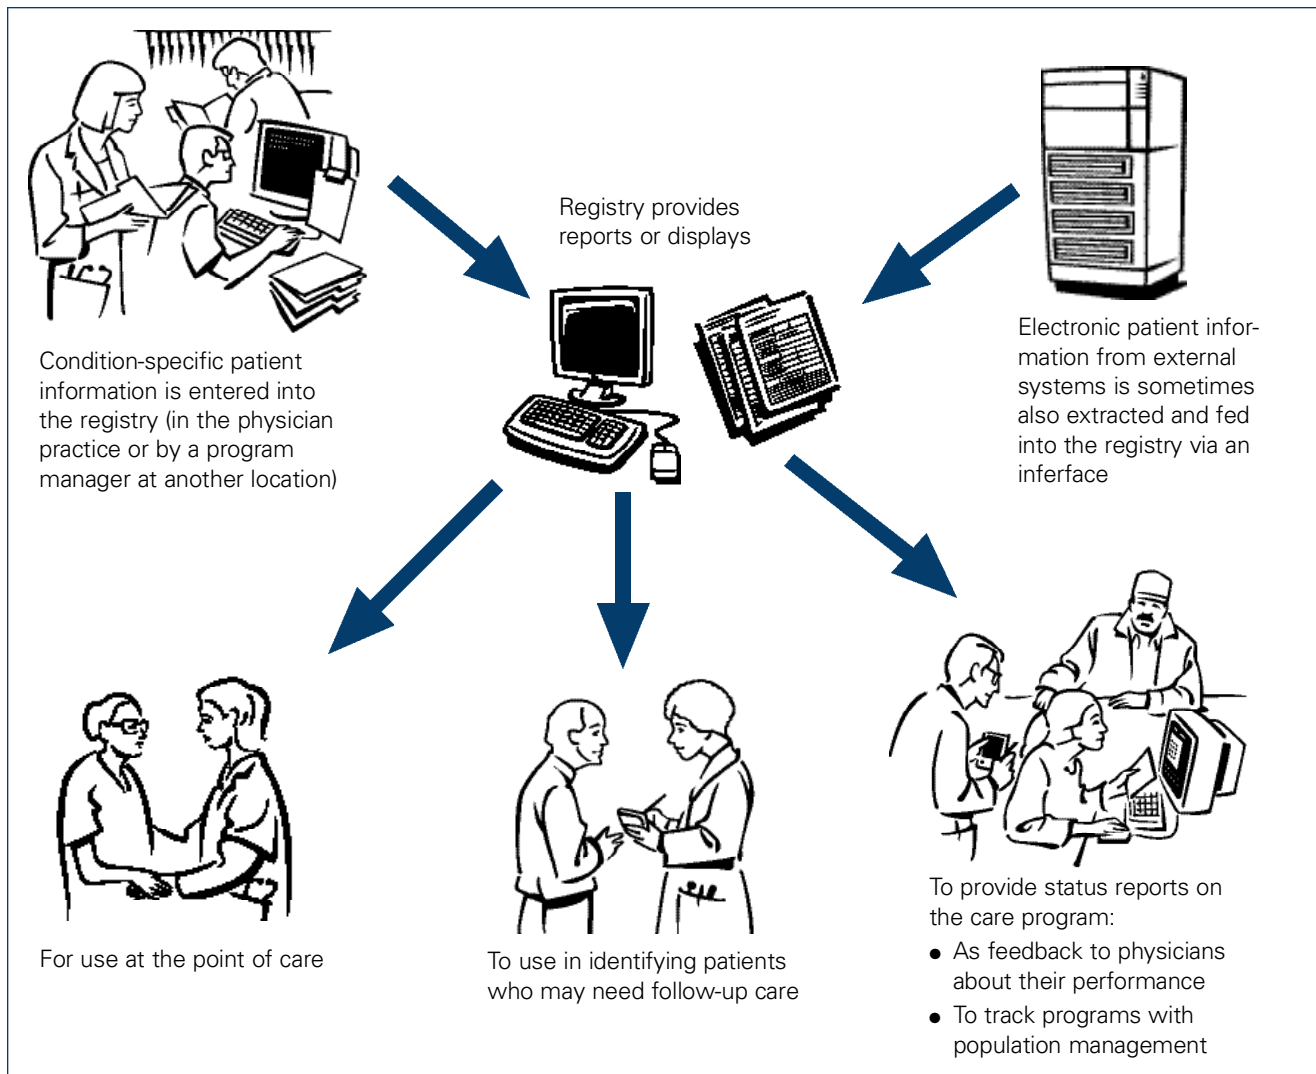 Registry provides
reports or displays
Condition-specific patient
information is entered into
the registry (in the physician
practice or by a program
manager at another location)
Electronic patient infor-
mation from external
systems is sometimes
also extracted and fed
into the registry via an
inferface
For use at the point of care
To use in identifying patients
who may need follow-up care
To provide status reports on
the care program:
● As feedback to physicians
about their performance
● To track programs with
population management